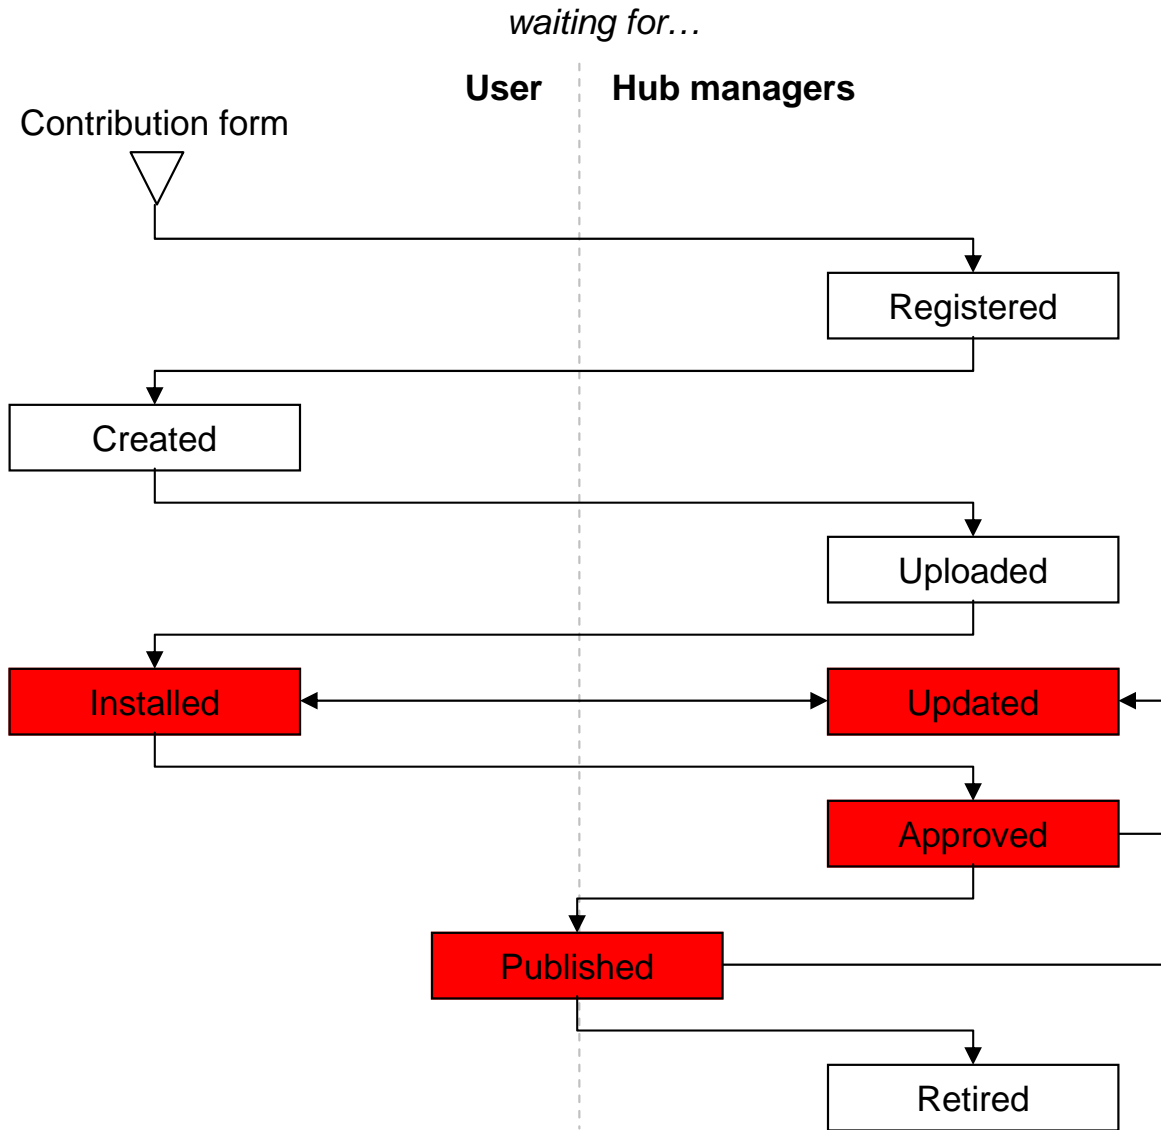 waiting for…
User
Hub managers
Contribution form
Registered
Created
Uploaded
Installed
Updated
Approved
Published
Retired